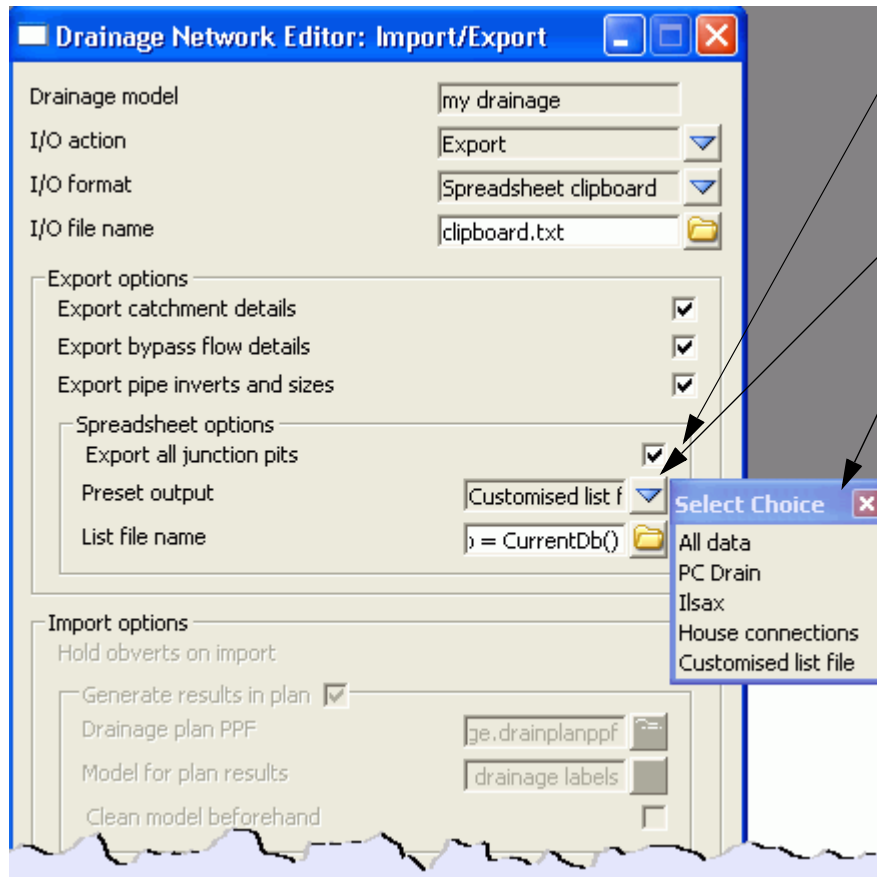 Drainage Network Editor: Import/Export
Drainage model my drainage
I/O action Export
I/O format Spreadsheet clipboard
I/O file name clipboard.txt
Export options
Export catchment details
Export bypass flow details
Export pipe inverts and sizes
Spreadsheet options
Export all junction pits
Preset output Customised list f
List file name = CurrentDb()
Select Choice
All data
PC Drain
Ilsax
House connections
Customised list file
Import options
Hold obverts on import
Generate results in plan
Drainage plan PPF ge.drainplanppf
Model for plan results drainage labels
Clean model beforehand